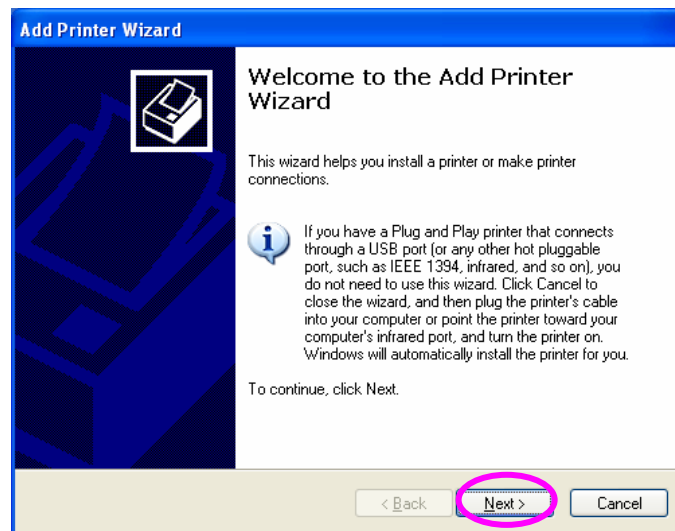 Add Printer Wizard
Welcome to the Add Printer
Wizard
This wizard helps you install a printer or make printer
connections.
If you have a Plug and Play printer that connects
through a USB port (or any other hot pluggable
port, such as IEEE 1394, infrared, and so on), you
do not need to use this wizard. Click Cancel to
close the wizard, and then plug the printer's cable
into your computer or point the printer toward your
computer's infrared port, and turn the printer on.
Windows will automatically install the printer for you.
To continue, click Next.
< Back Next > Cancel